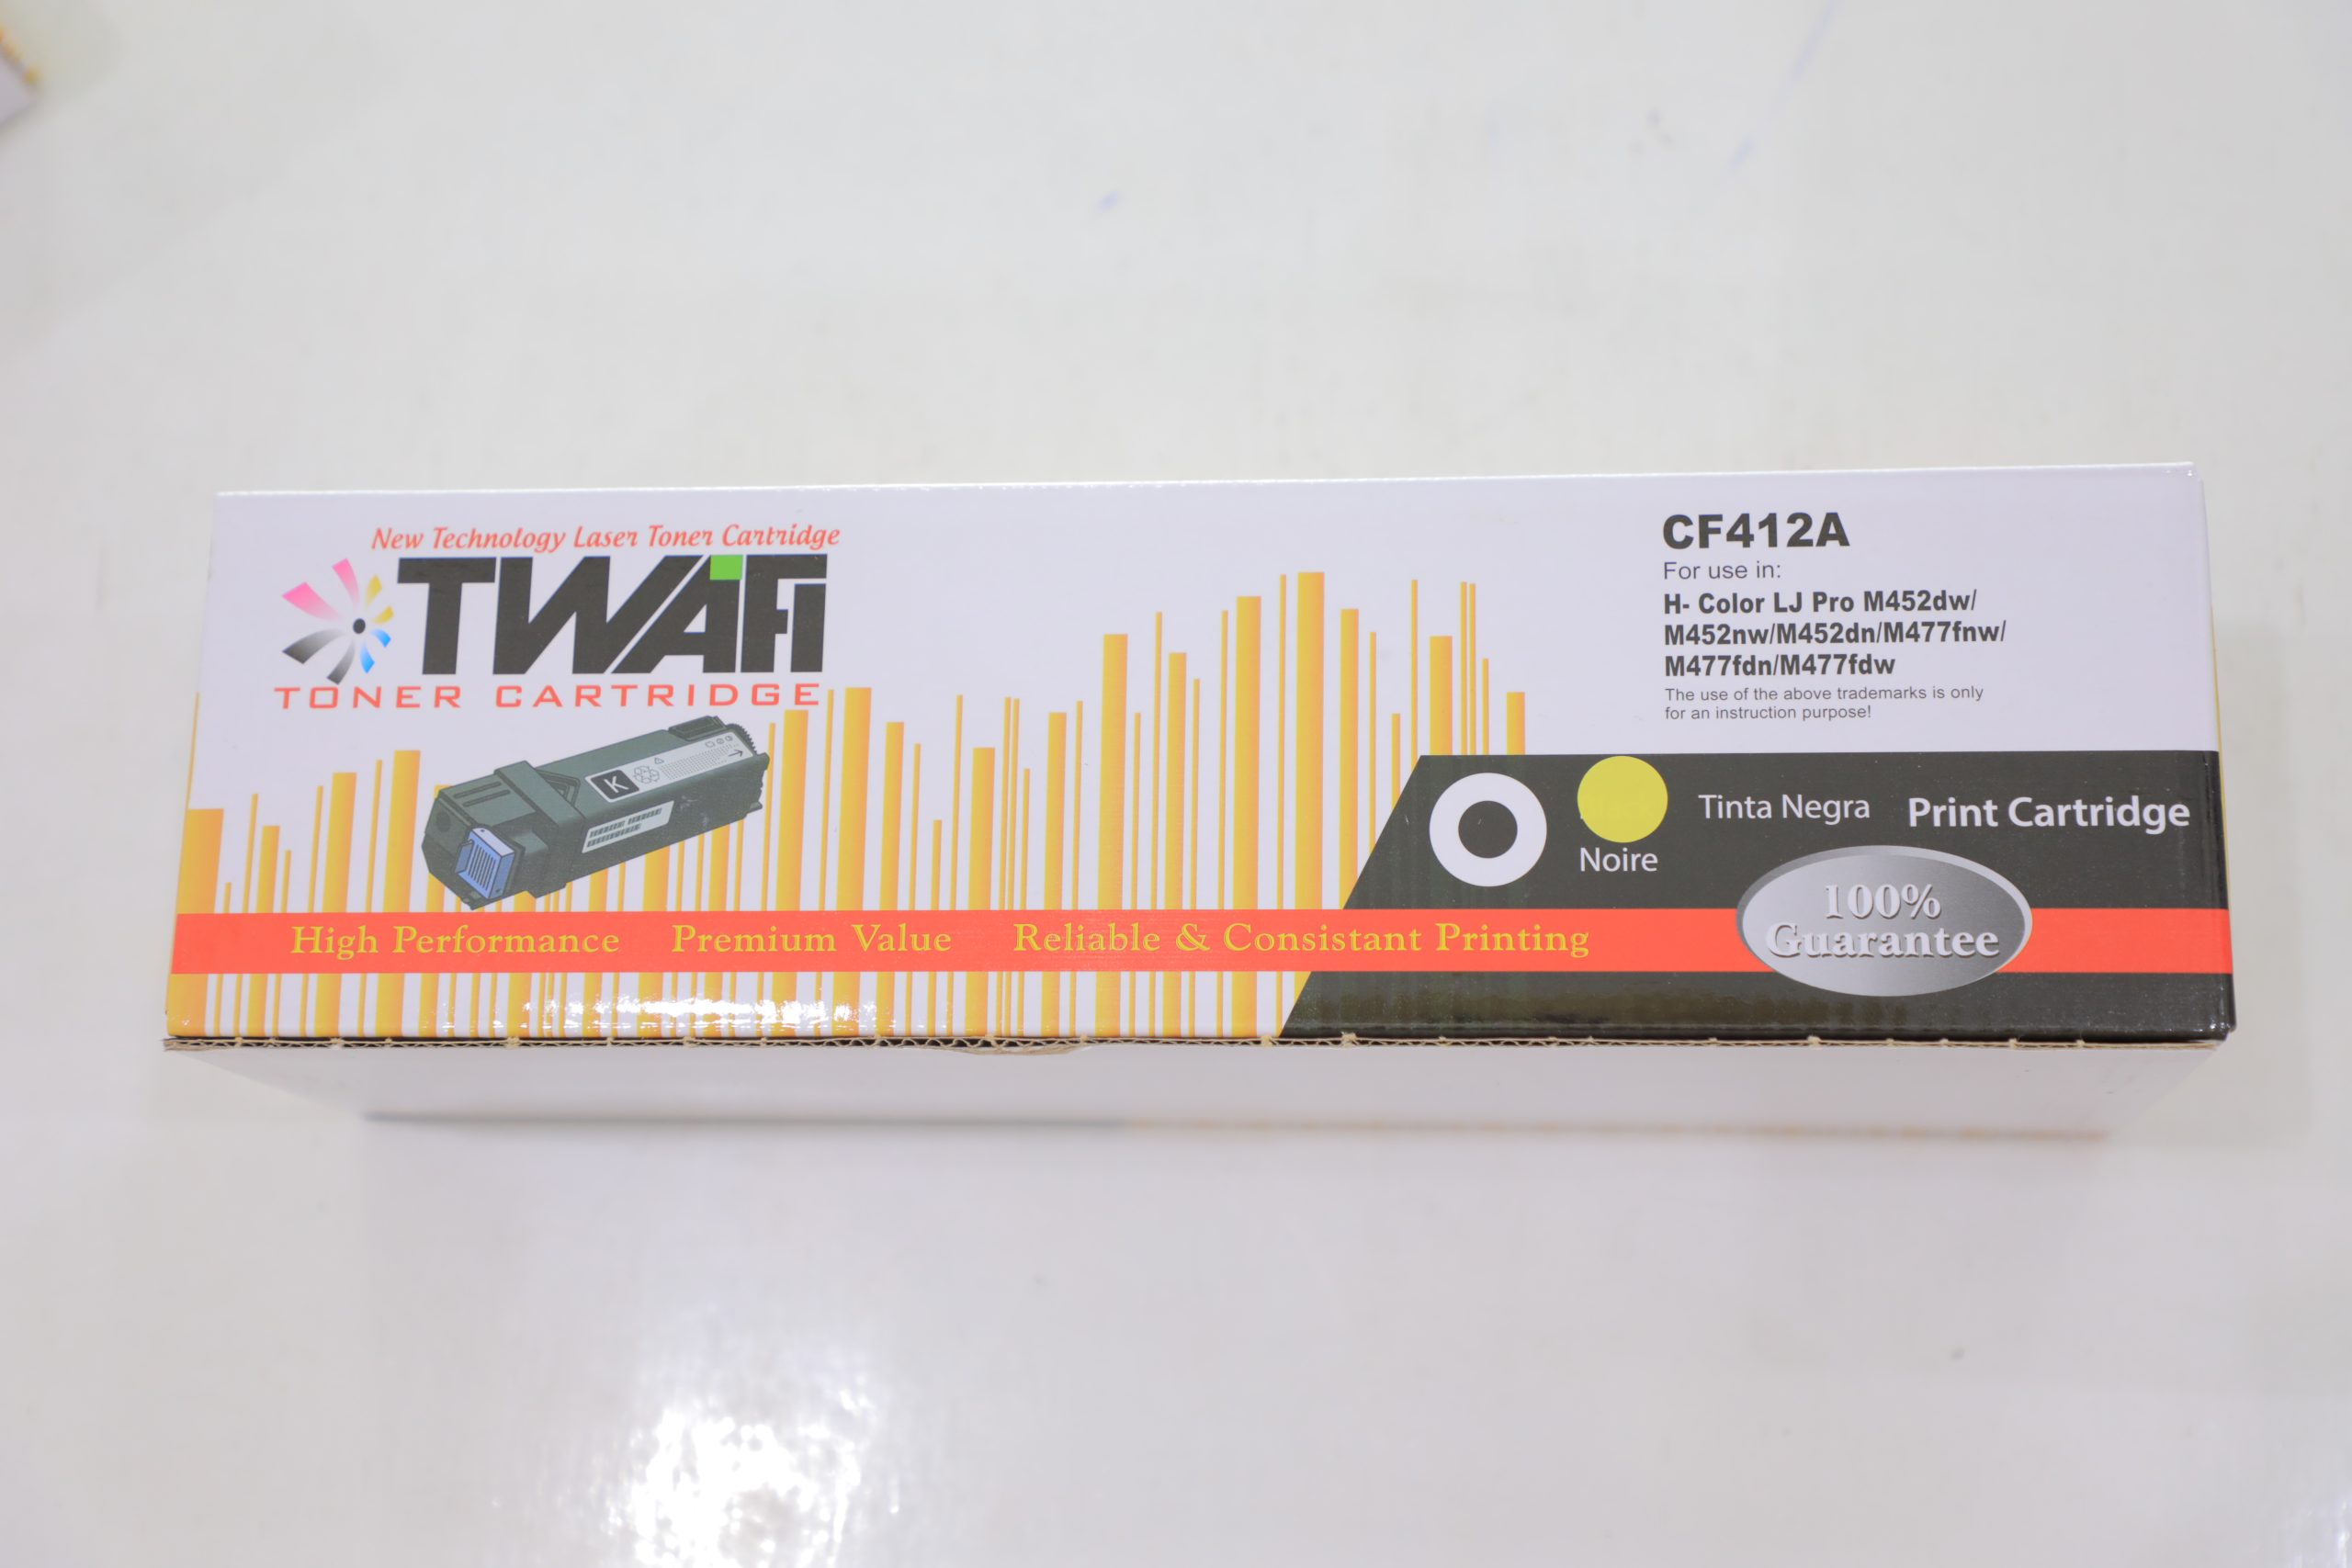 New Technology Laser Toner Cartridge
TWAFI
TONER CARTRIDGE
K
CF412A
For use in:
H- Color LJ Pro M452dw/
M452nw/M452dn/M477fnw/
M477fdn/M477fdw
The use of the above trademarks is only
for an instruction purpose!
Noire
Tinta Negra
Print Cartridge
100%
Guarantee
High Performance Premium Value Reliable & Consistant Printing